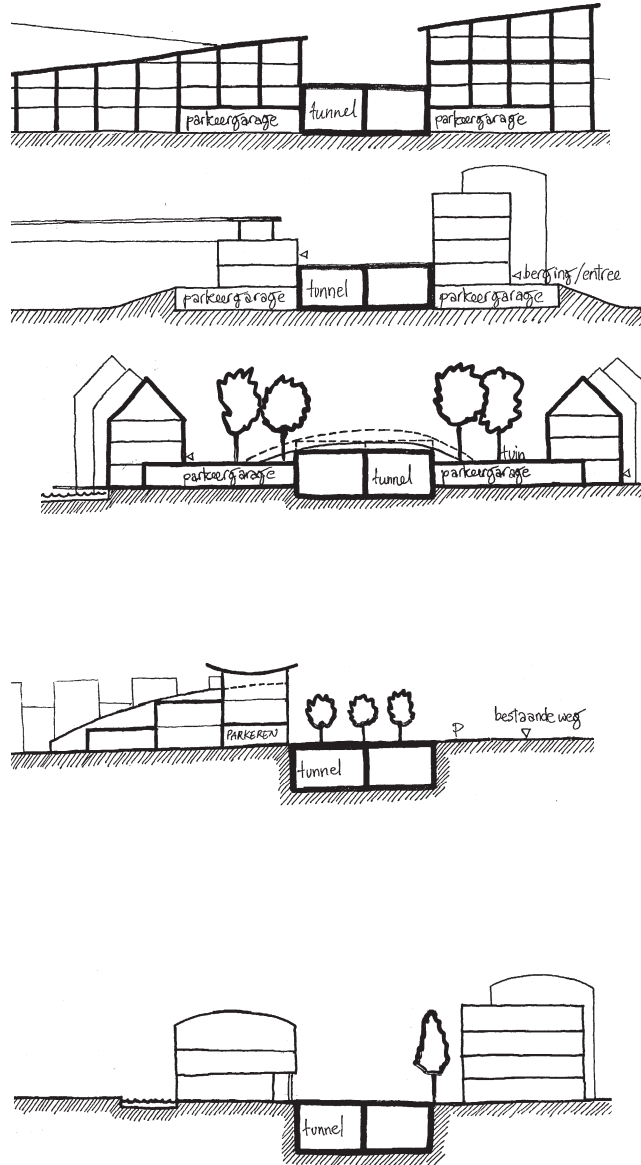 parkeergarage
tunnel
parkeergarage
berging/entree
parkeergarage
tunnel
parkeergarage
tuin
parkeergarage
tunnel
parkeergarage
bestaande weg
P
PARKEREN
tunnel
tunnel